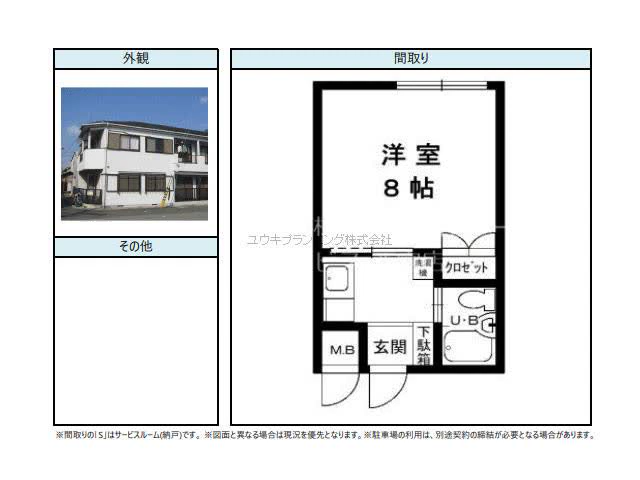 外観
間取り
洋室
8帖
ユウキプランニング株式会社
その他
洗濯機
クロゼット
U・B
M.B
玄関
下駄箱
※間取りの「S」はサービスルーム(納戸)です。 ※図面と異なる場合は現況を優先となります。 ※駐車場の利用は、別途契約の締結が必要となる場合があります。